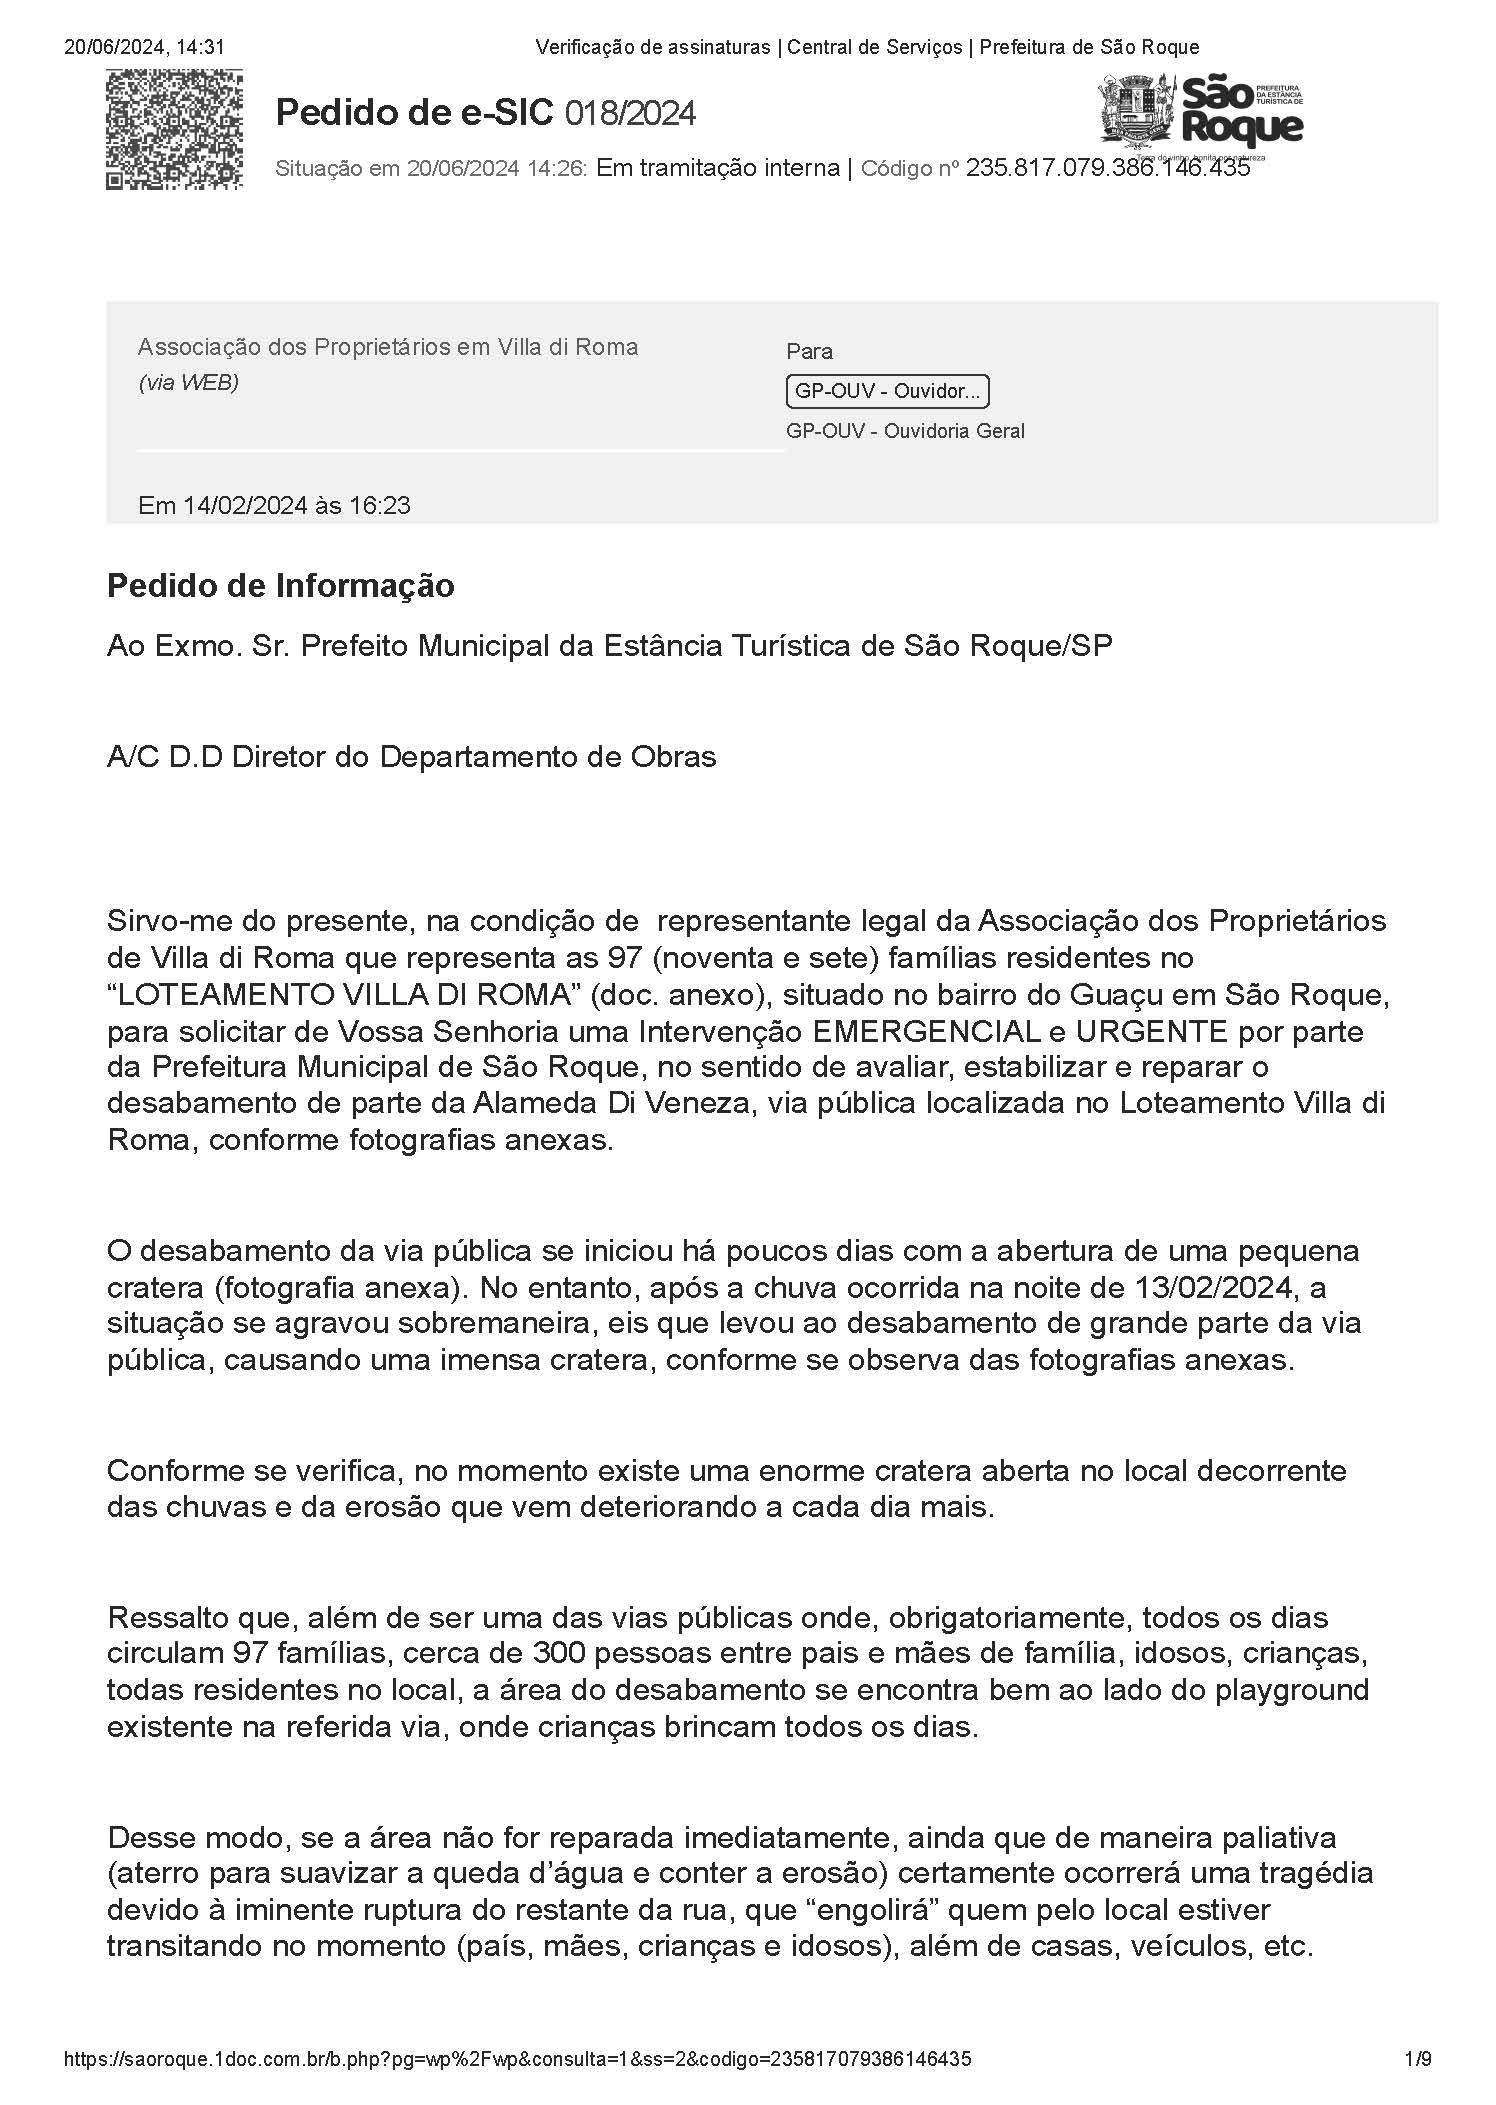 20/06/2024, 14:31 Verificação de assinaturas | Central de Serviços | Prefeitura de São Roque
Pedido de e-SIC 018/2024
São Roque PREFEITURA DA ESTÂNCIA TURÍSTICA DE
Terra do vinho, bonita por natureza
Situação em 20/06/2024 14:26: Em tramitação interna | Código nº 235.817.079.386.146.435
Associação dos Proprietários em Villa di Roma
(via WEB)
Para
GP-OUV - Ouvidor...
GP-OUV - Ouvidoria Geral
Em 14/02/2024 às 16:23
Pedido de Informação
Ao Exmo. Sr. Prefeito Municipal da Estância Turística de São Roque/SP
A/C D.D Diretor do Departamento de Obras
Sirvo-me do presente, na condição de  representante legal da Associação dos Proprietários
de Villa di Roma que representa as 97 (noventa e sete) famílias residentes no
“LOTEAMENTO VILLA DI ROMA” (doc. anexo), situado no bairro do Guaçu em São Roque,
para solicitar de Vossa Senhoria uma Intervenção EMERGENCIAL e URGENTE por parte
da Prefeitura Municipal de São Roque, no sentido de avaliar, estabilizar e reparar o
desabamento de parte da Alameda Di Veneza, via pública localizada no Loteamento Villa di
Roma, conforme fotografias anexas.
O desabamento da via pública se iniciou há poucos dias com a abertura de uma pequena
cratera (fotografia anexa). No entanto, após a chuva ocorrida na noite de 13/02/2024, a
situação se agravou sobremaneira, eis que levou ao desabamento de grande parte da via
pública, causando uma imensa cratera, conforme se observa das fotografias anexas.
Conforme se verifica, no momento existe uma enorme cratera aberta no local decorrente
das chuvas e da erosão que vem deteriorando a cada dia mais.
Ressalto que, além de ser uma das vias públicas onde, obrigatoriamente, todos os dias
circulam 97 famílias, cerca de 300 pessoas entre pais e mães de família, idosos, crianças,
todas residentes no local, a área do desabamento se encontra bem ao lado do playground
existente na referida via, onde crianças brincam todos os dias.
Desse modo, se a área não for reparada imediatamente, ainda que de maneira paliativa
(aterro para suavizar a queda d’água e conter a erosão) certamente ocorrerá uma tragédia
devido à iminente ruptura do restante da rua, que “engolirá” quem pelo local estiver
transitando no momento (país, mães, crianças e idosos), além de casas, veículos, etc.
https://saoroque.1doc.com.br/b.php?pg=wp%2Fwp&consulta=1&ss=2&codigo=235817079386146435 1/9